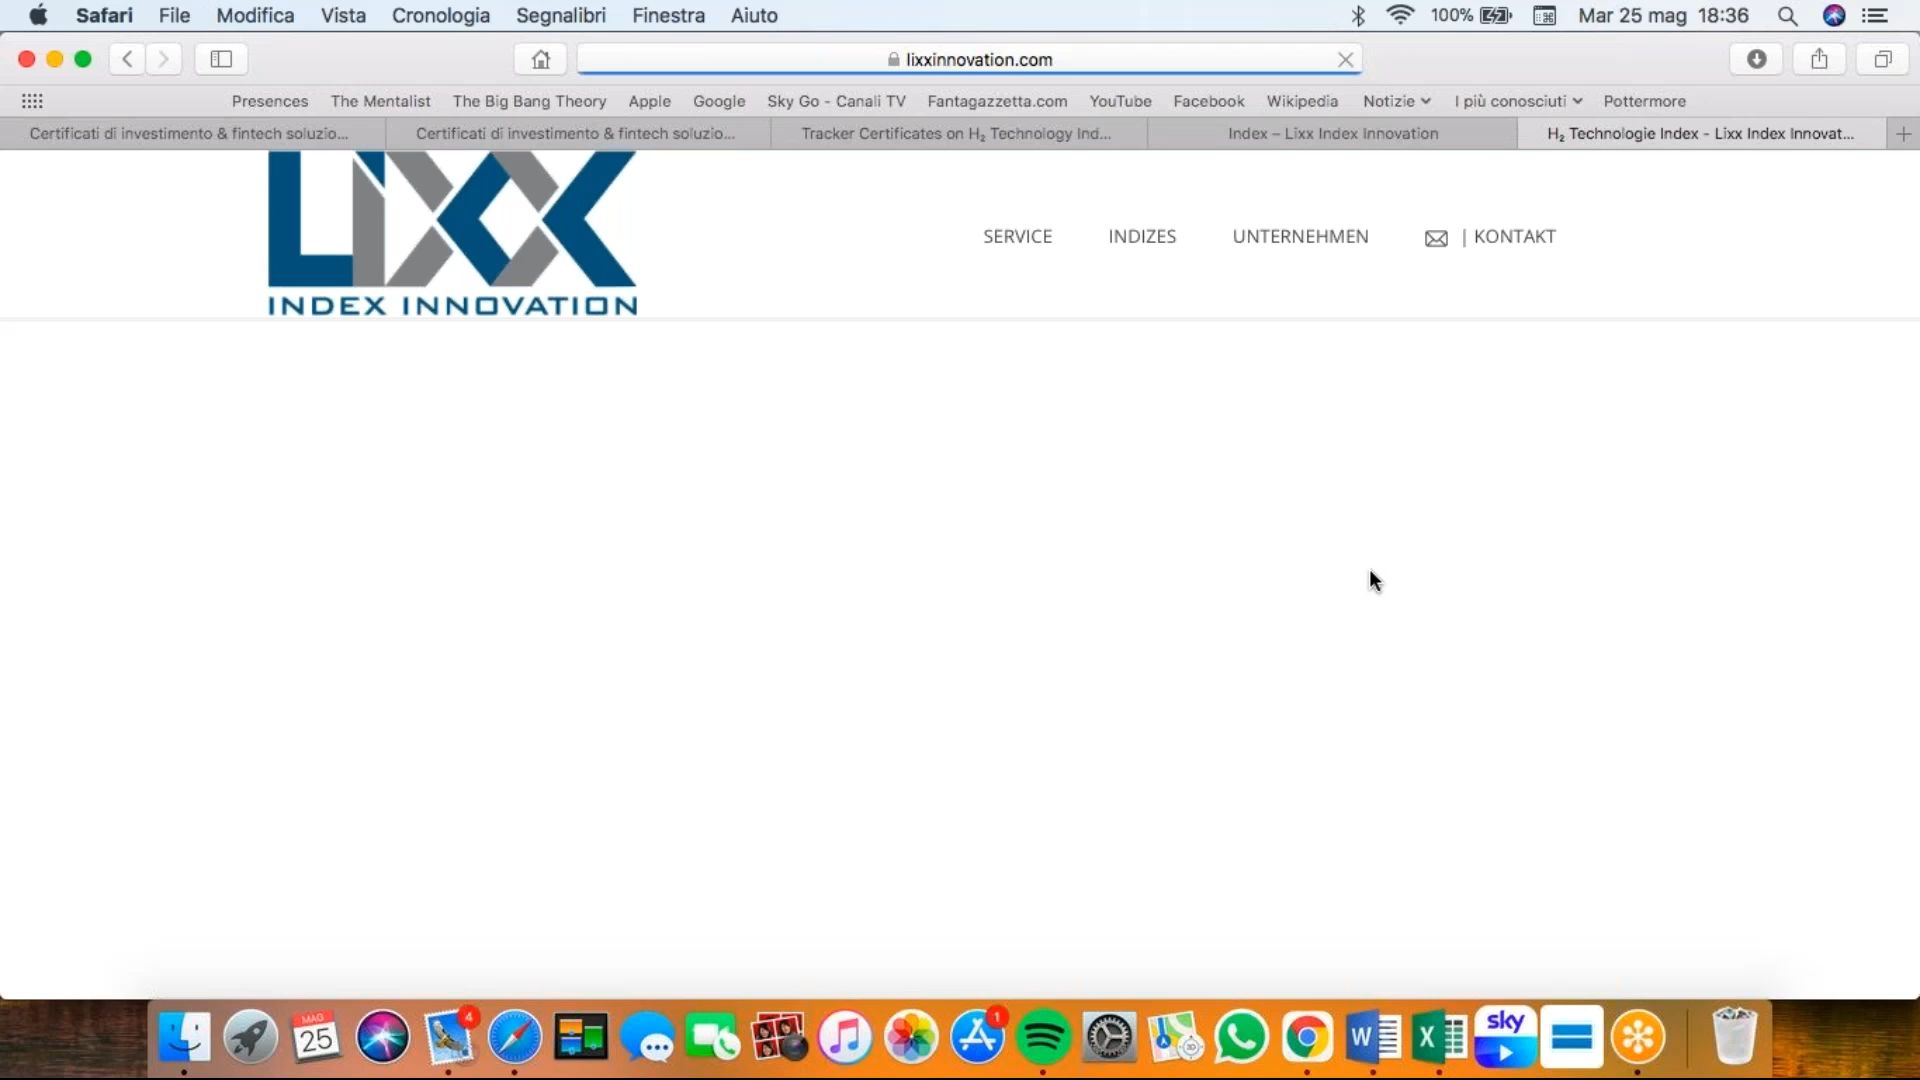 Safari File Modifica Vista Cronologia Segnalibri Finestra Aiuto 100% Mar 25 mag 18:36
lixxinnovation.com
Presences The Mentalist The Big Bang Theory Apple Google Sky Go - Canali TV Fantagazzetta.com YouTube Facebook Wikipedia Notizie I più conosciuti Pottermore
Certificati di investimento & fintech soluzio... Certificati di investimento & fintech soluzio... Tracker Certificates on H₂ Technology Ind... Index – Lixx Index Innovation H₂ Technologie Index - Lixx Index Innovat...
LiXX
INDEX INNOVATION
SERVICE INDIZES UNTERNEHMEN | KONTAKT
MAG
25
4
1
3D
W
X
sky